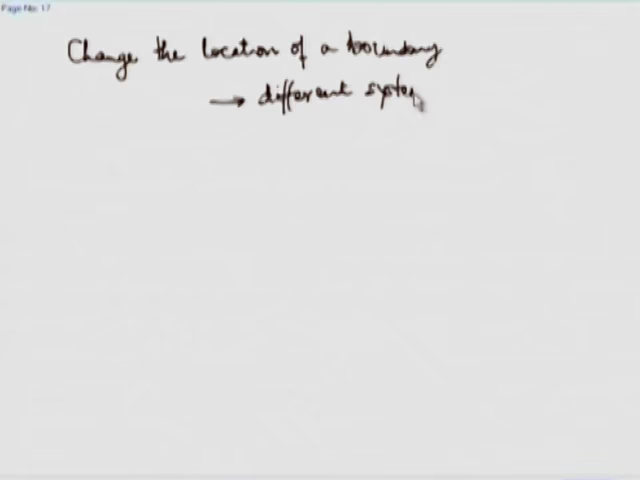 Page No: 17
Change the location of a boundary
→ different system